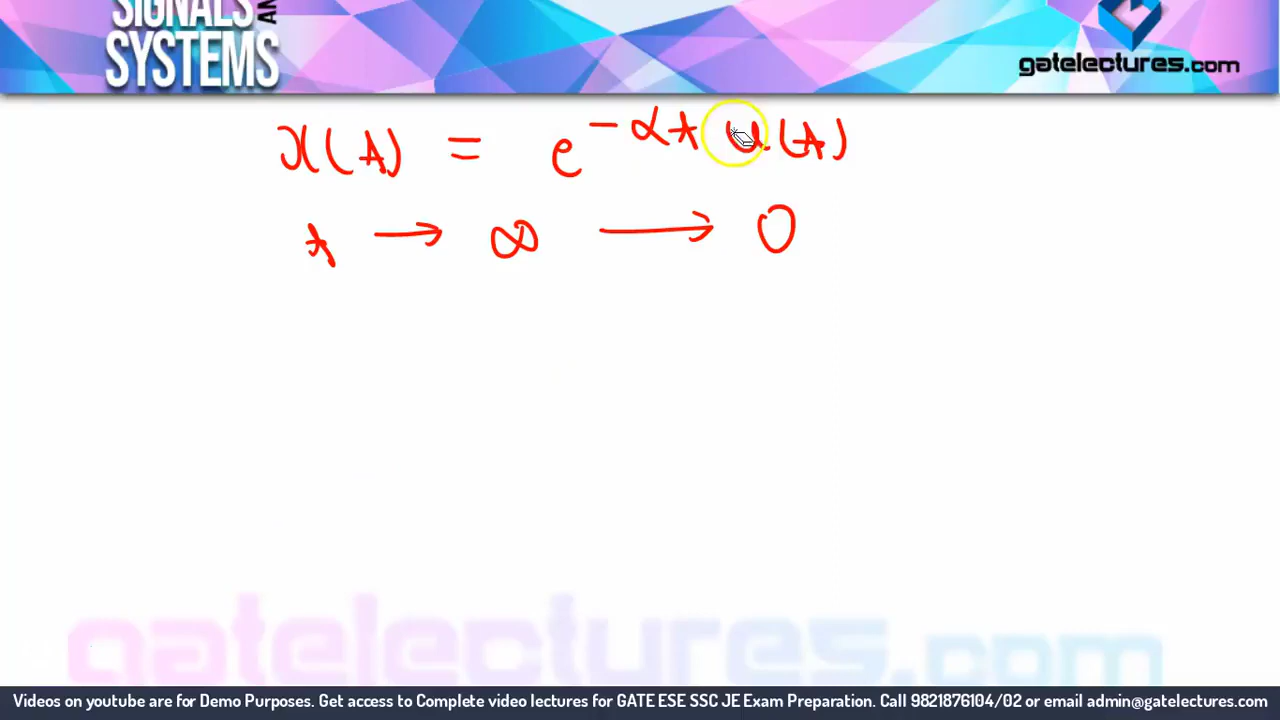 SIGNALS AND
SYSTEMS
gatelectures.com
x(t) = e^{-αt} u(t)
t → ∞ → 0
gatelectures.com
Videos on youtube are for Demo Purposes. Get access to Complete video lectures for GATE ESE SSC JE Exam Preparation. Call 9821876104/02 or email admin@gatelectures.com